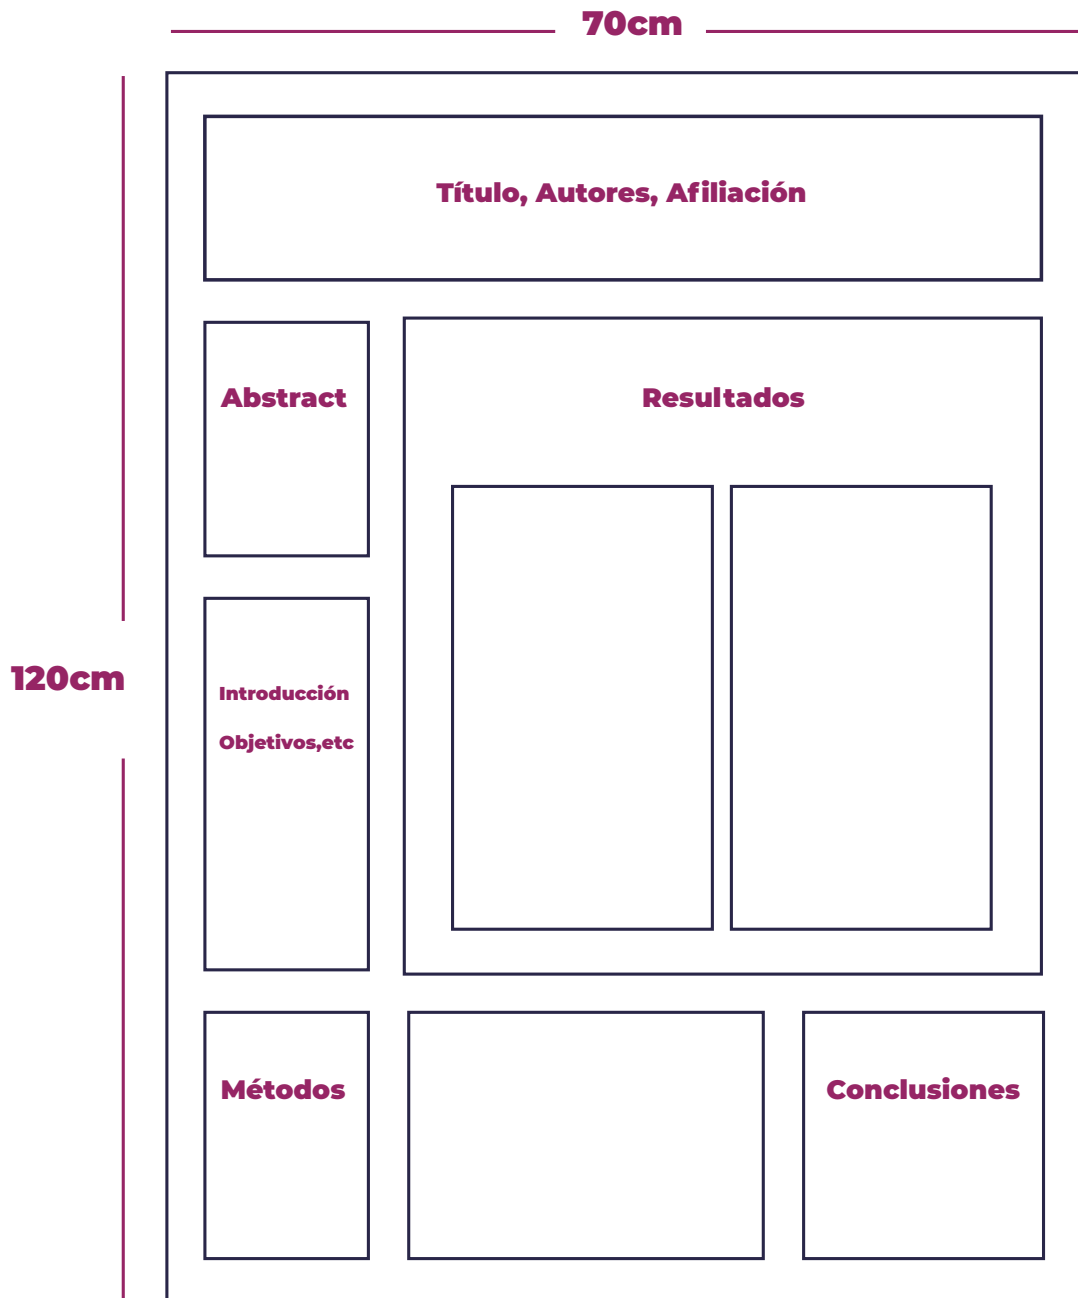 70cm
Título, Autores, Afiliación
Abstract
Resultados
120cm
Introducción
Objetivos,etc
Métodos
Conclusiones